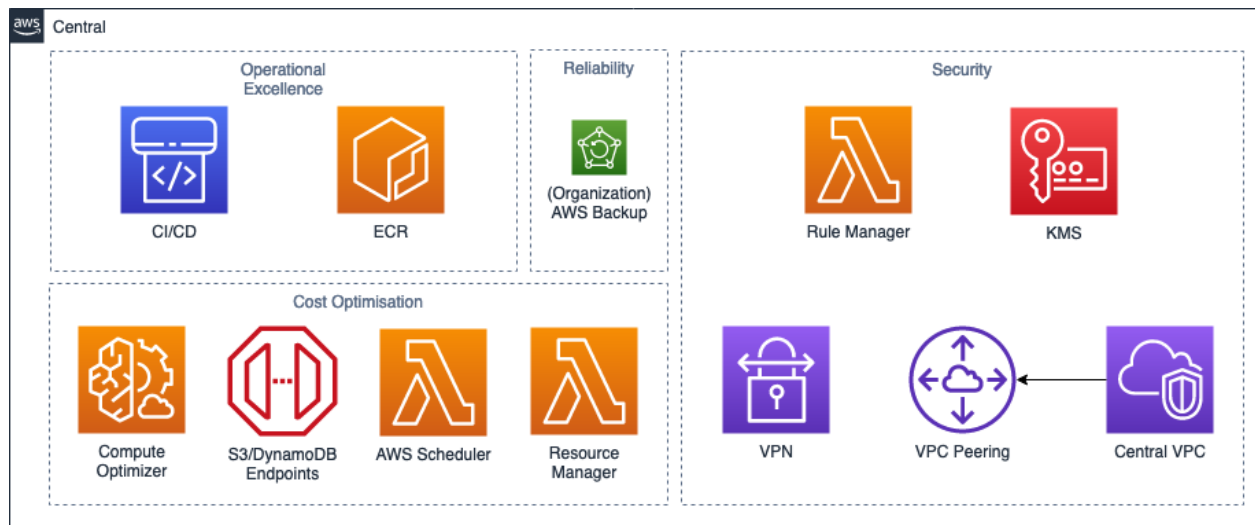 aws
Central
Operational
Excellence
CI/CD
ECR
Reliability
(Organization)
AWS Backup
Security
Rule Manager
KMS
Cost Optimisation
Compute
Optimizer
S3/DynamoDB
Endpoints
AWS Scheduler
Resource
Manager
VPN
VPC Peering
Central VPC